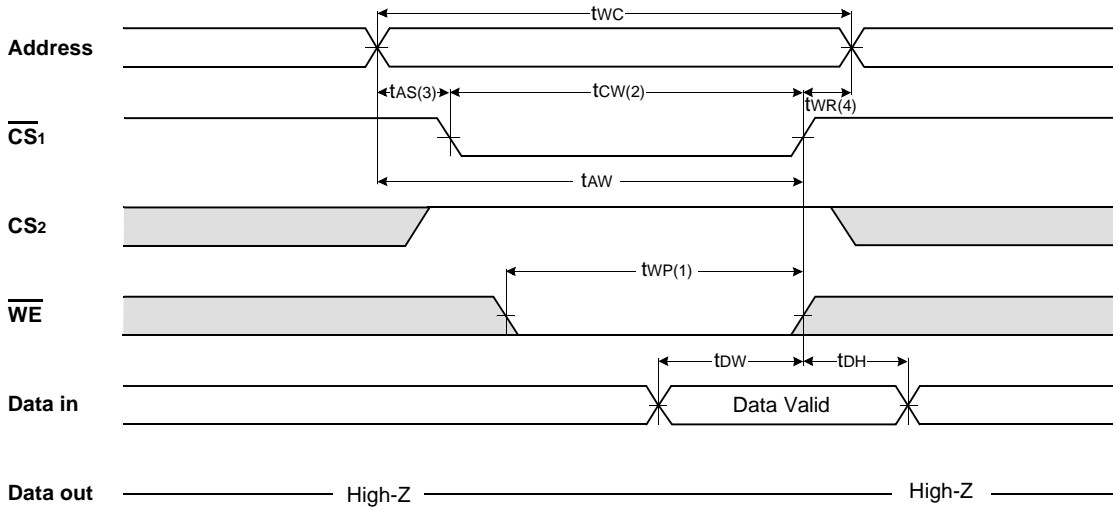 tWC
Address
tAS(3)
tCW(2)
tWR(4)
CS1
tAW
CS2
tWP(1)
WE
tDW
tDH
Data in
Data Valid
Data out
High-Z
High-Z